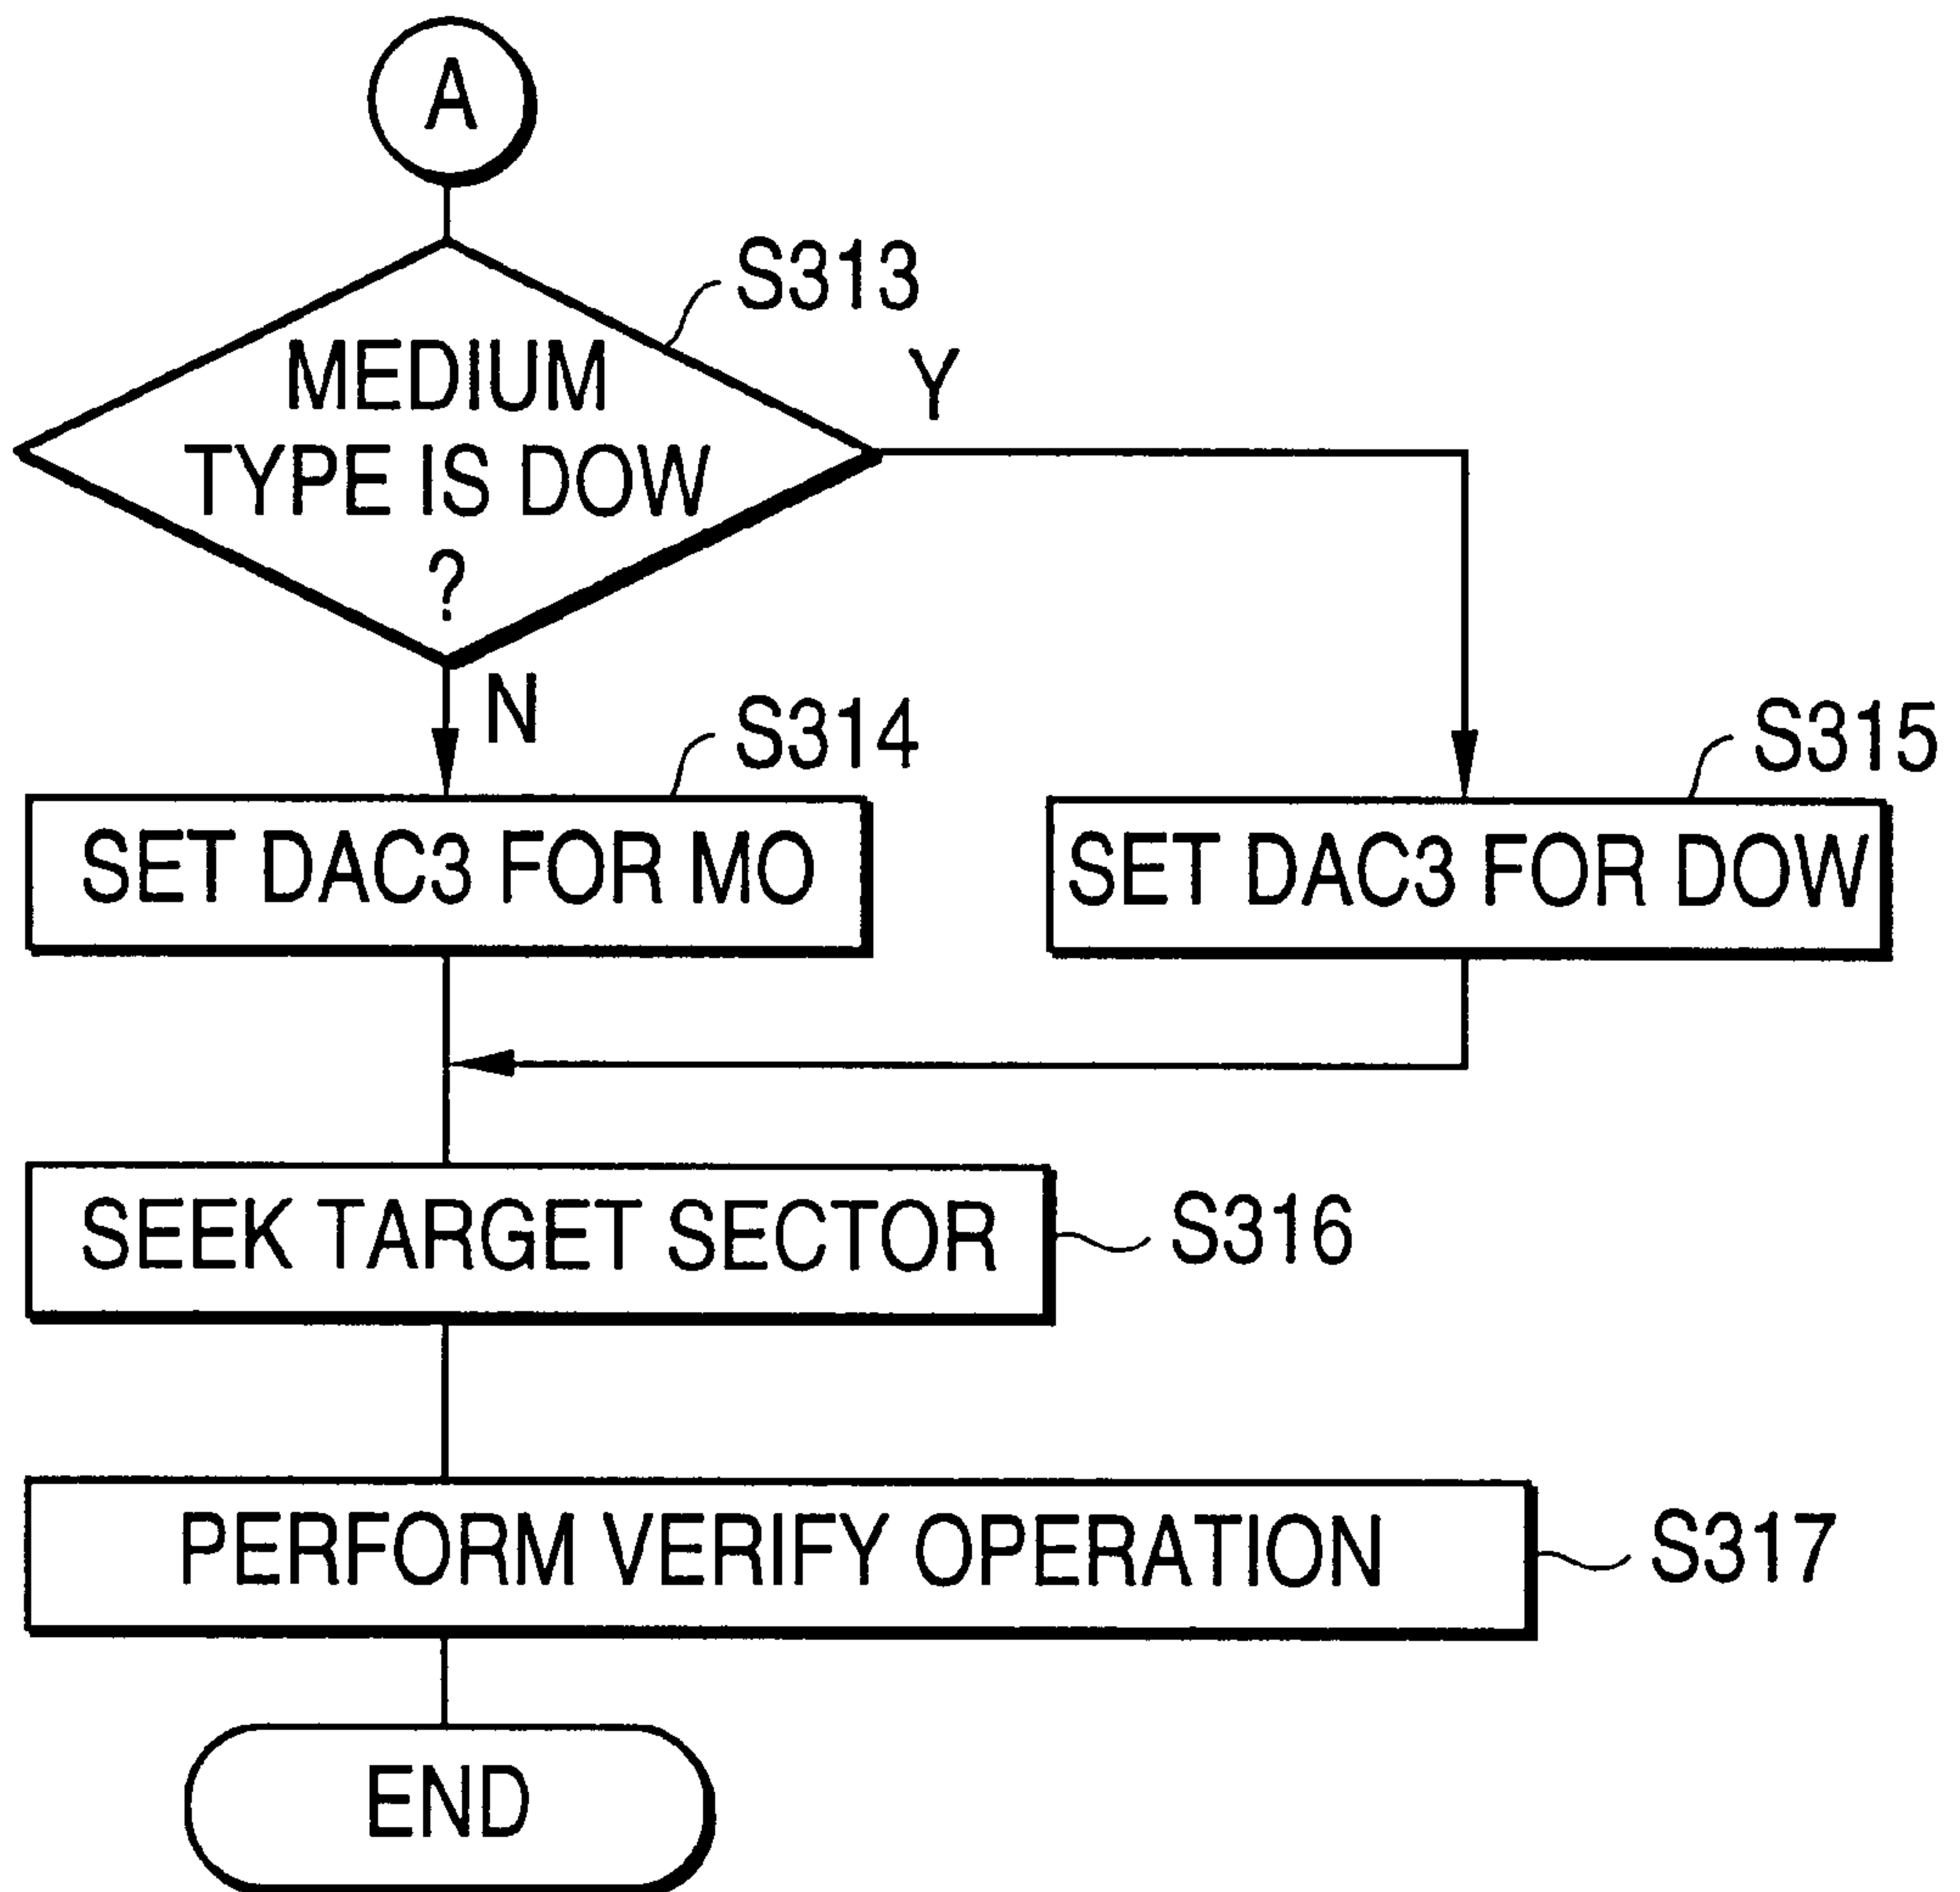 A
S313
MEDIUM
TYPE IS DOW
?
Y
N
S314
S315
SET DAC3 FOR MO
SET DAC3 FOR DOW
SEEK TARGET SECTOR
S316
PERFORM VERIFY OPERATION
S317
END